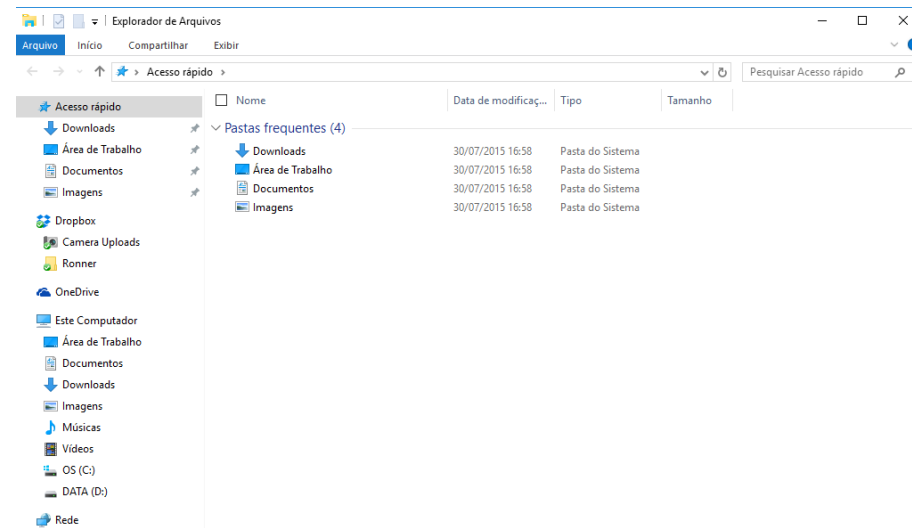 Explorador de Arquivos
Arquivo Início Compartilhar Exibir
Acesso rápido Pesquisar Acesso rápido
Nome Data de modificaç... Tipo Tamanho
Acesso rápido
Downloads
Área de Trabalho
Documentos
Imagens
Dropbox
Camera Uploads
Ronner
OneDrive
Este Computador
Área de Trabalho
Documentos
Downloads
Imagens
Músicas
Vídeos
OS (C:)
DATA (D:)
Rede
Pastas frequentes (4)
Downloads 30/07/2015 16:58 Pasta do Sistema
Área de Trabalho 30/07/2015 16:58 Pasta do Sistema
Documentos 30/07/2015 16:58 Pasta do Sistema
Imagens 30/07/2015 16:58 Pasta do Sistema